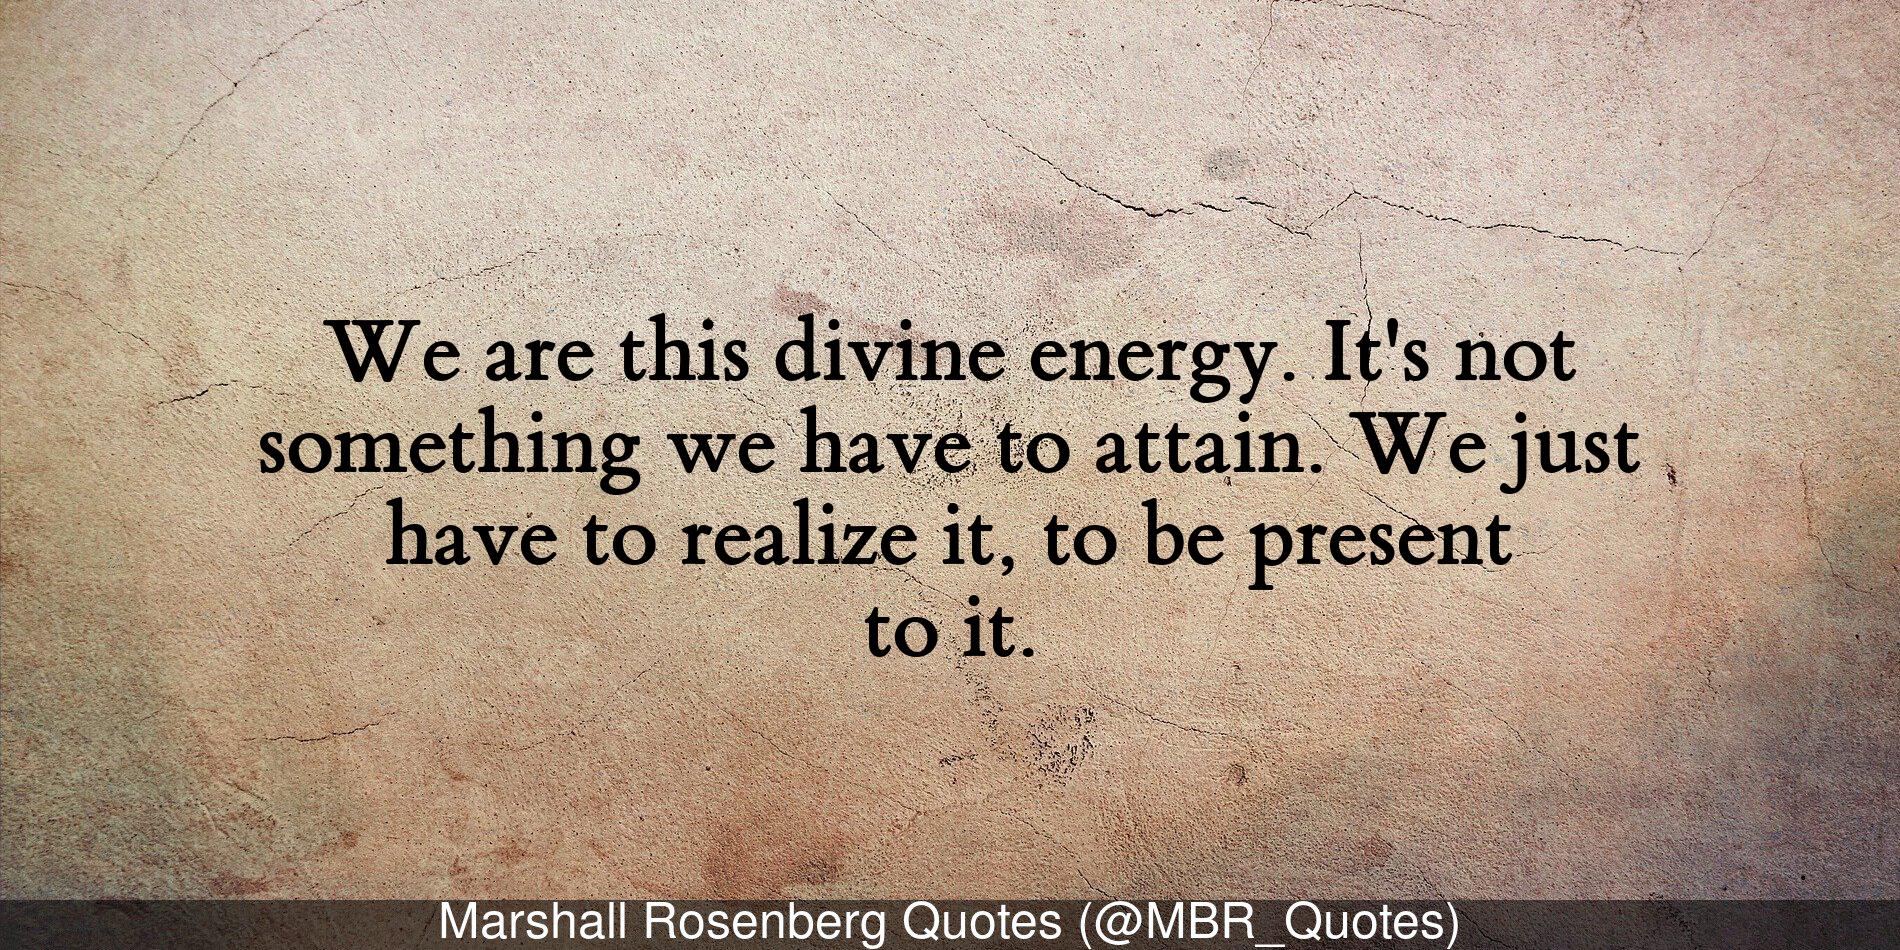 We are this divine energy. It's not
something we have to attain. We just
have to realize it, to be present
to it.
Marshall Rosenberg Quotes (@MBR_Quotes)